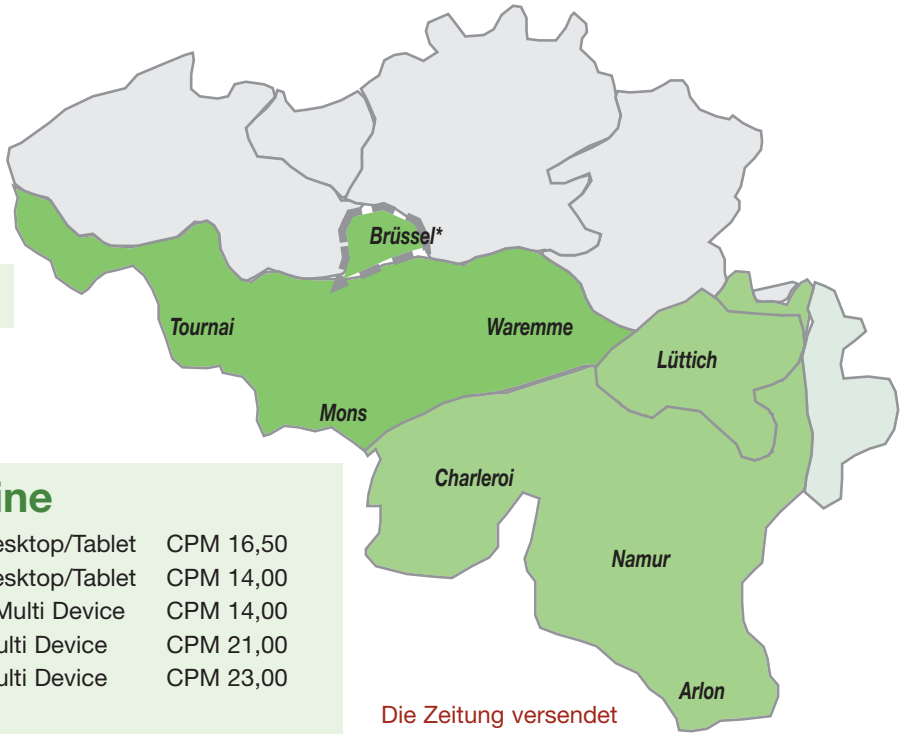 Brüssel*
Tournai
Waremme
Lüttich
Mons
Charleroi
Namur
Arlon
ine
esktop/Tablet CPM 16,50
esktop/Tablet CPM 14,00
Multi Device CPM 14,00
ulti Device CPM 21,00
ulti Device CPM 23,00
Die Zeitung versendet